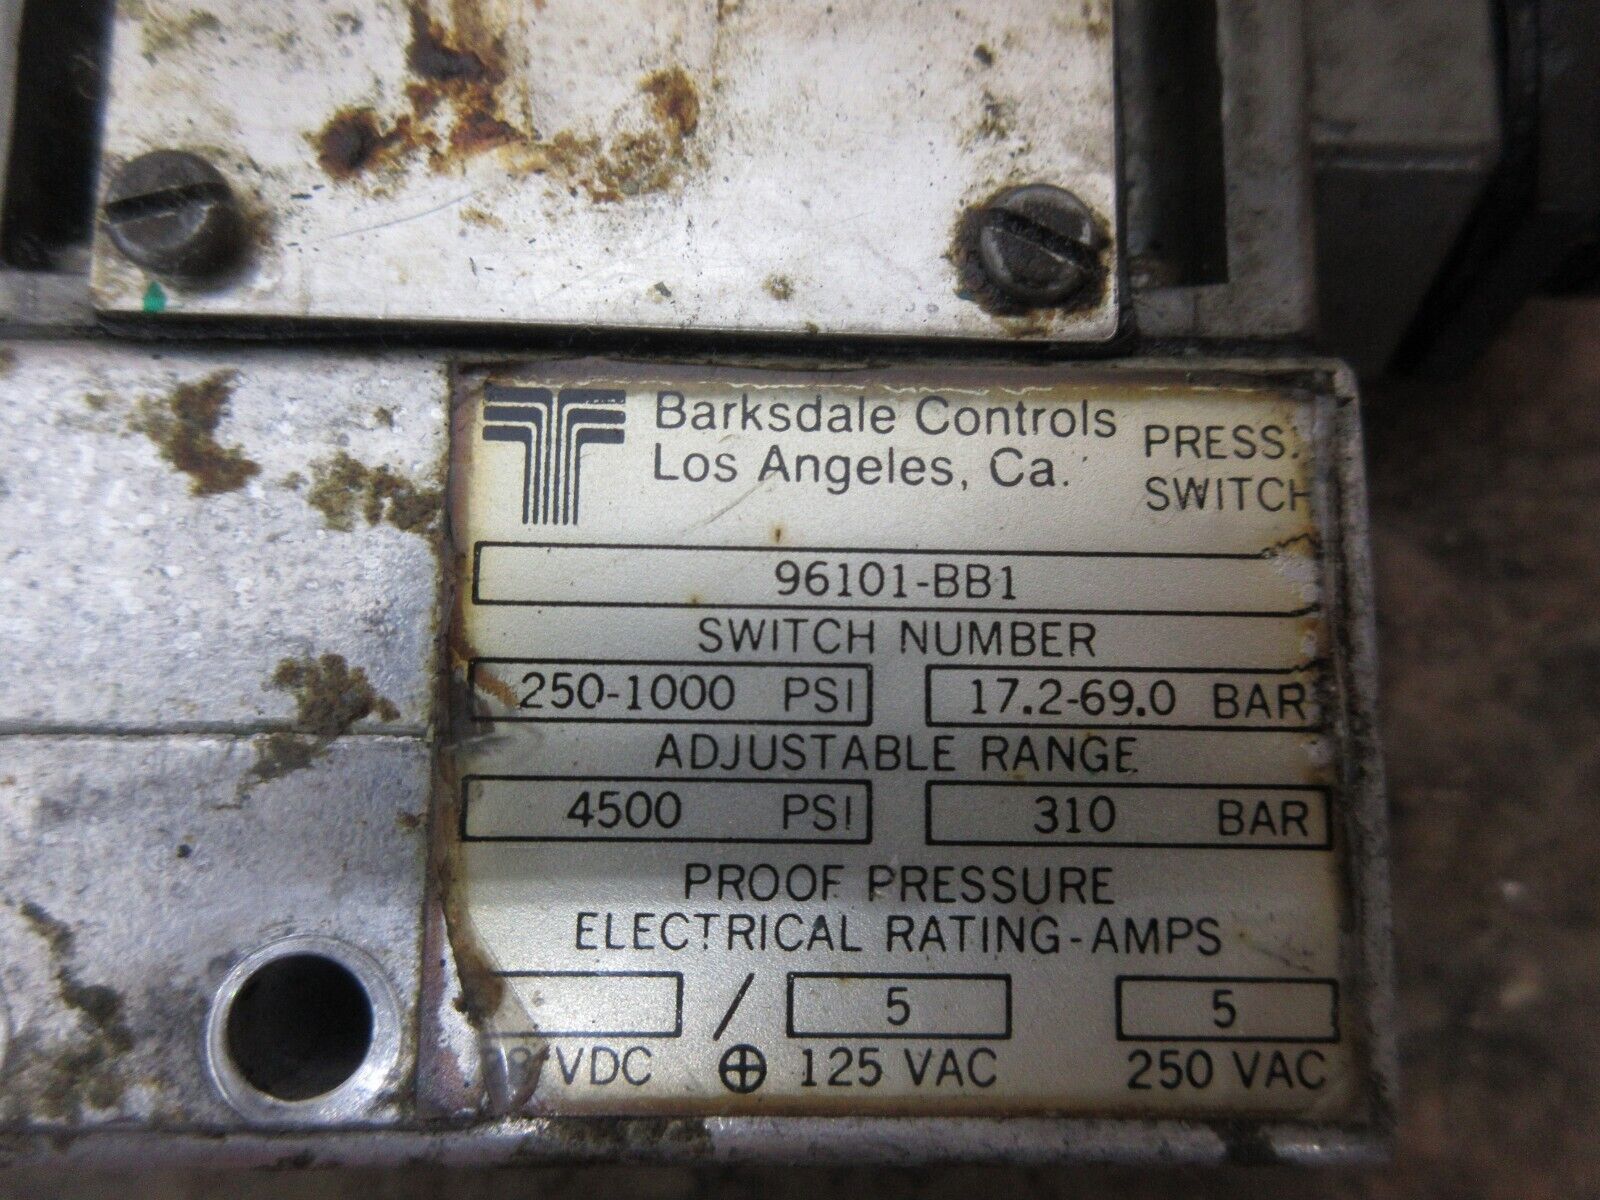 Barksdale Controls
Los Angeles, Ca.
PRESS.
SWITCH
96101-BB1
SWITCH NUMBER
250-1000 PSI 17.2-69.0 BAR
ADJUSTABLE RANGE
4500 PSI 310 BAR
PROOF PRESSURE
ELECTRICAL RATING-AMPS
/ 5 5
VDC ⊕ 125 VAC 250 VAC